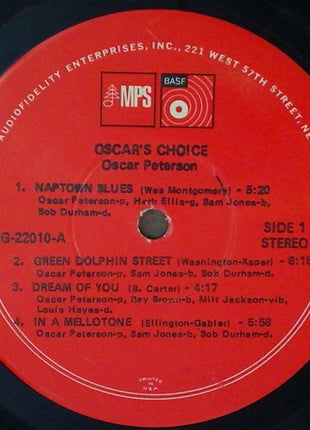 AUDIOFIDELITY ENTERPRISES, INC., 221 WEST 57TH STREET, NE
MPS
BASF
OSCAR'S CHOICE
Oscar Peterson
1. NAPTOWN BLUES (Wes Montgomery) - 5:20
Oscar Peterson-p, Herb Ellis-g, Sam Jones-b,
Bob Durham-d.
G-22010-A
SIDE 1
STEREO
2. GREEN DOLPHIN STREET (Washington-Kaper) - 6:15
Oscar Peterson-p, Sam Jones-b, Bob Durham-d.
3. DREAM OF YOU (B. Carter) - 4:17
Oscar Peterson-p, Ray Brown-b, Milt Jackson-vib,
Louis Hayes-d.
4. IN A MELLOTONE (Ellington-Gabler) - 5:58
Oscar Peterson-p, Sam Jones-b, Bob Durham-d.
PRINTED
IN
U.S.A.